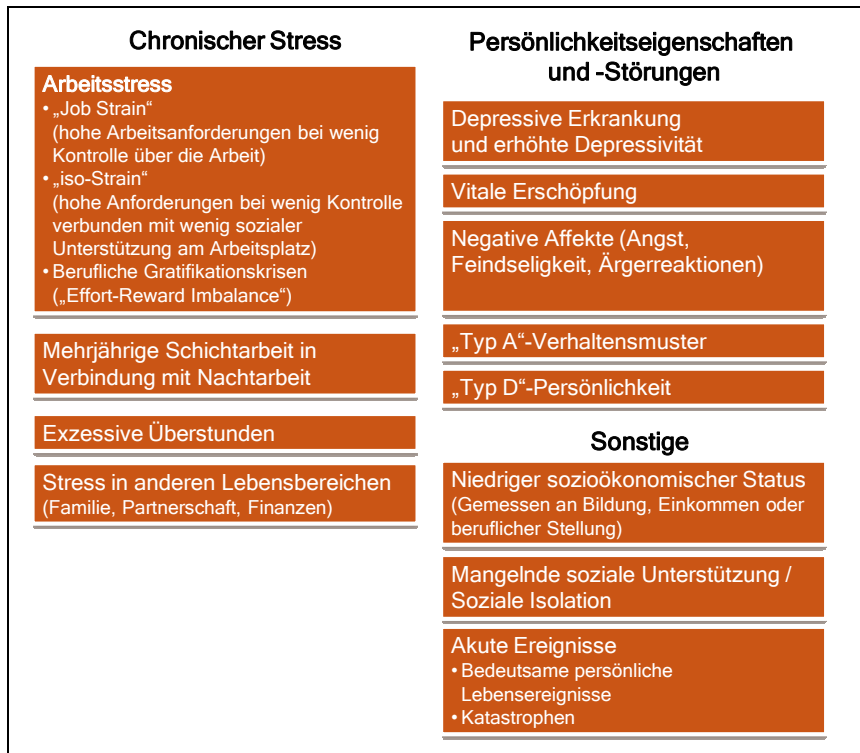 Chronischer Stress
Arbeitsstress
• „Job Strain“
(hohe Arbeitsanforderungen bei wenig
Kontrolle über die Arbeit)
• „iso-Strain“
(hohe Anforderungen bei wenig Kontrolle
verbunden mit wenig sozialer
Unterstützung am Arbeitsplatz)
• Berufliche Gratifikationskrisen
(„Effort-Reward Imbalance“)
Mehrjährige Schichtarbeit in
Verbindung mit Nachtarbeit
Exzessive Überstunden
Stress in anderen Lebensbereichen
(Familie, Partnerschaft, Finanzen)
Persönlichkeitseigenschaften
und -Störungen
Depressive Erkrankung
und erhöhte Depressivität
Vitale Erschöpfung
Negative Affekte (Angst,
Feindseligkeit, Ärgerreaktionen)
„Typ A“-Verhaltensmuster
„Typ D“-Persönlichkeit
Sonstige
Niedriger sozioökonomischer Status
(Gemessen an Bildung, Einkommen oder
beruflicher Stellung)
Mangelnde soziale Unterstützung /
Soziale Isolation
Akute Ereignisse
• Bedeutsame persönliche
Lebensereignisse
• Katastrophen